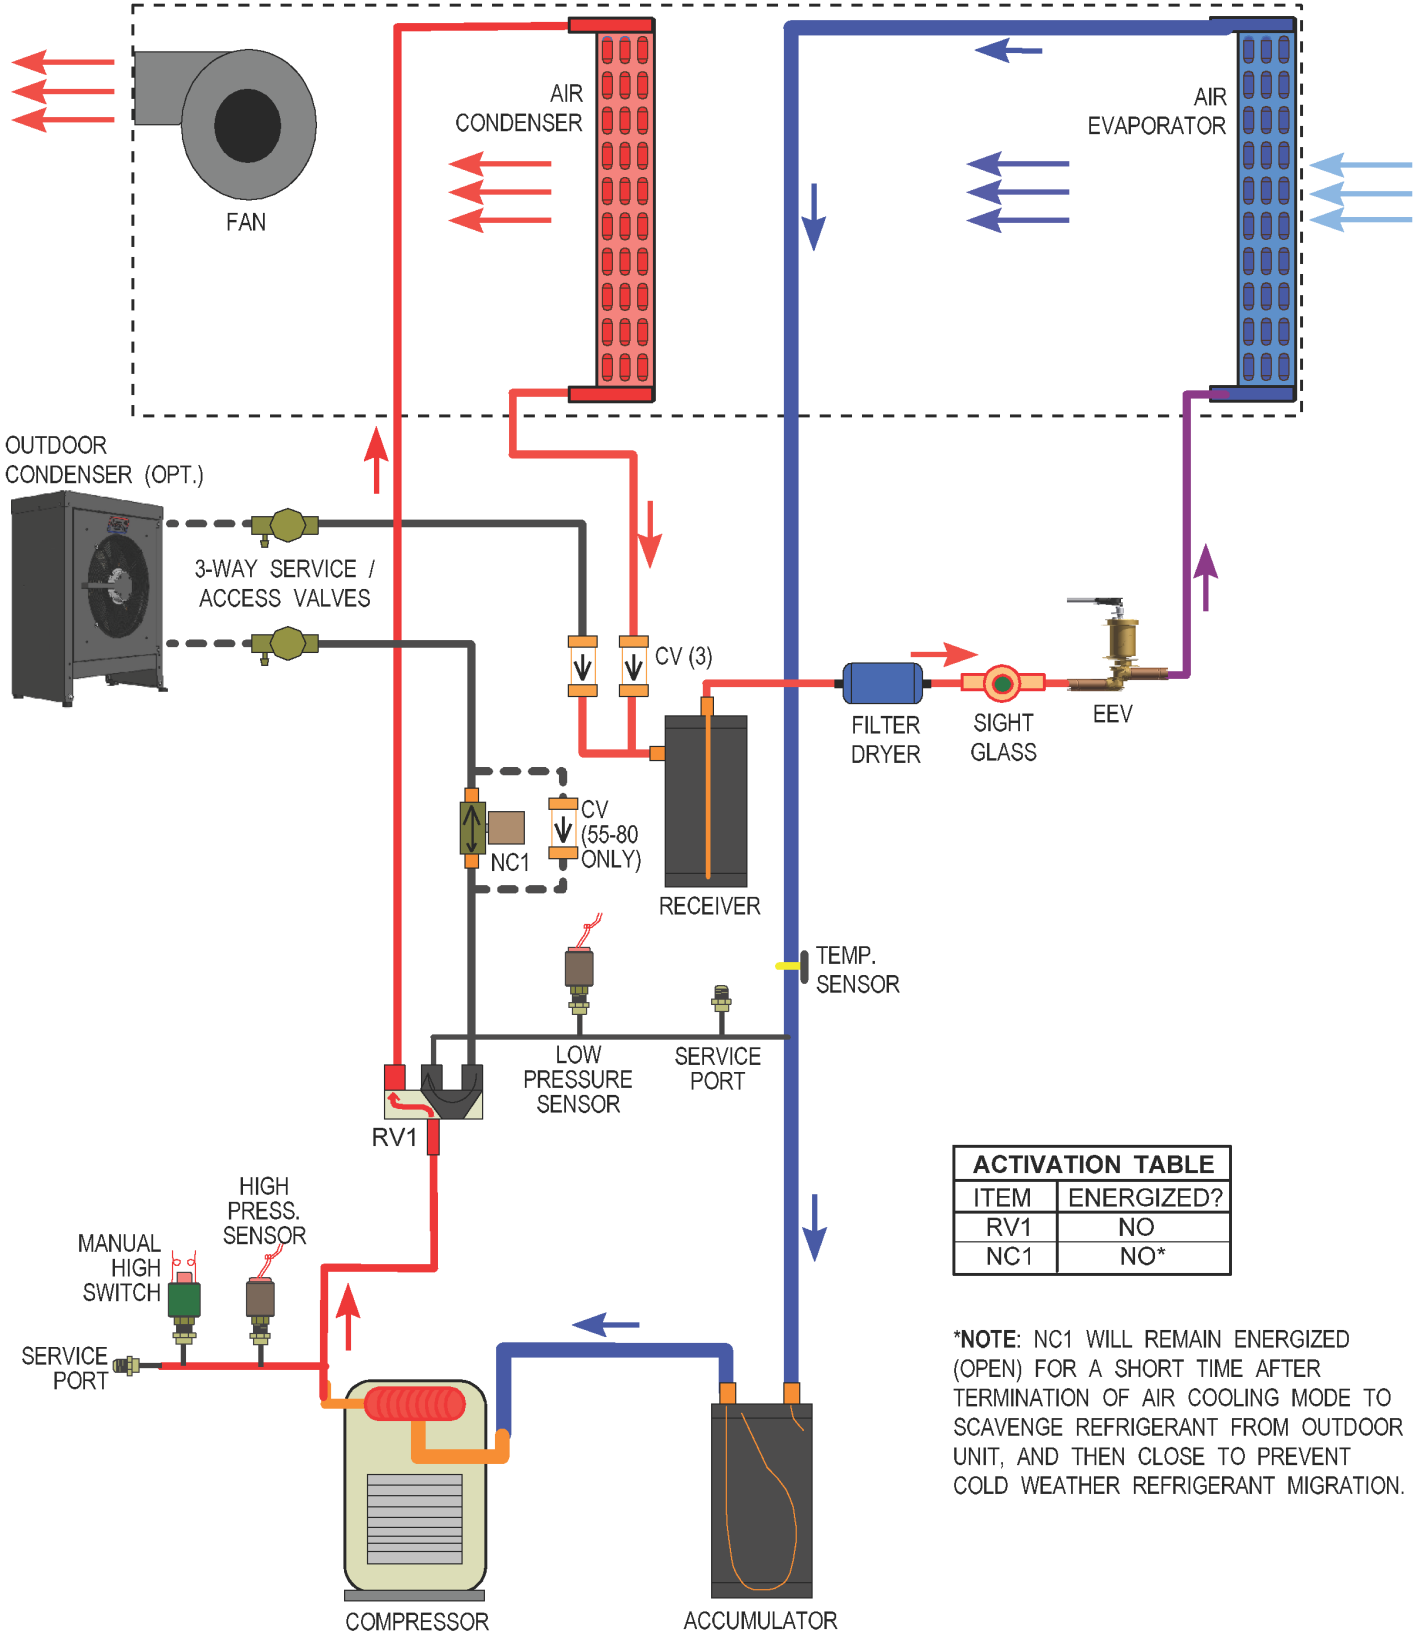 AIR
CONDENSER
AIR
EVAPORATOR
FAN
OUTDOOR
CONDENSER (OPT.)
3-WAY SERVICE /
ACCESS VALVES
CV (3)
FILTER
DRYER
SIGHT
GLASS
EEV
CV
(55-80
ONLY)
NC1
RECEIVER
TEMP.
SENSOR
LOW
PRESSURE
SENSOR
SERVICE
PORT
RV1
HIGH
PRESS.
SENSOR
MANUAL
HIGH
SWITCH
SERVICE
PORT
COMPRESSOR
ACCUMULATOR
ACTIVATION TABLE
ITEM ENERGIZED?
RV1 NO
NC1 NO*
*NOTE: NC1 WILL REMAIN ENERGIZED
(OPEN) FOR A SHORT TIME AFTER
TERMINATION OF AIR COOLING MODE TO
SCAVENGE REFRIGERANT FROM OUTDOOR
UNIT, AND THEN CLOSE TO PREVENT
COLD WEATHER REFRIGERANT MIGRATION.